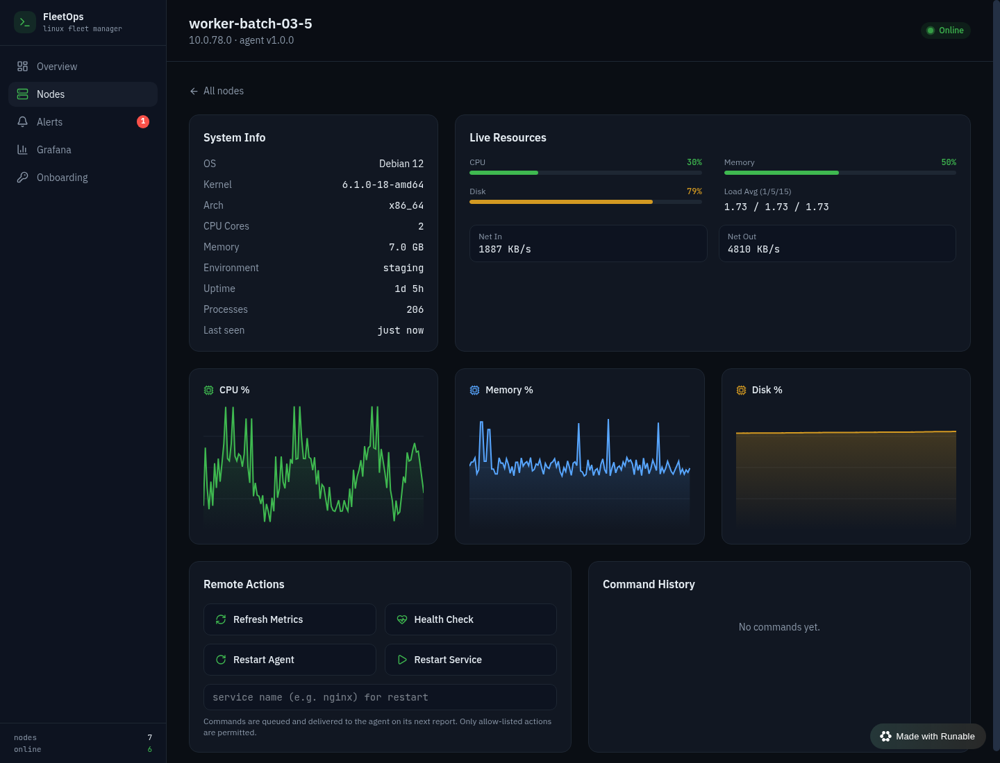 FleetOps
linux fleet manager
Overview
Nodes
Alerts
1
Grafana
Onboarding
nodes 7
online 6
worker-batch-03-5
10.0.78.0 · agent v1.0.0
Online
All nodes
System Info
OS Debian 12
Kernel 6.1.0-18-amd64
Arch x86_64
CPU Cores 2
Memory 7.0 GB
Environment staging
Uptime 1d 5h
Processes 206
Last seen just now
Live Resources
CPU 30%
Memory 50%
Disk 79%
Load Avg (1/5/15)
1.73 / 1.73 / 1.73
Net In
1887 KB/s
Net Out
4810 KB/s
CPU %
Memory %
Disk %
Remote Actions
Refresh Metrics
Health Check
Restart Agent
Restart Service
service name (e.g. nginx) for restart
Commands are queued and delivered to the agent on its next report. Only allow-listed actions
are permitted.
Command History
No commands yet.
Made with Runable